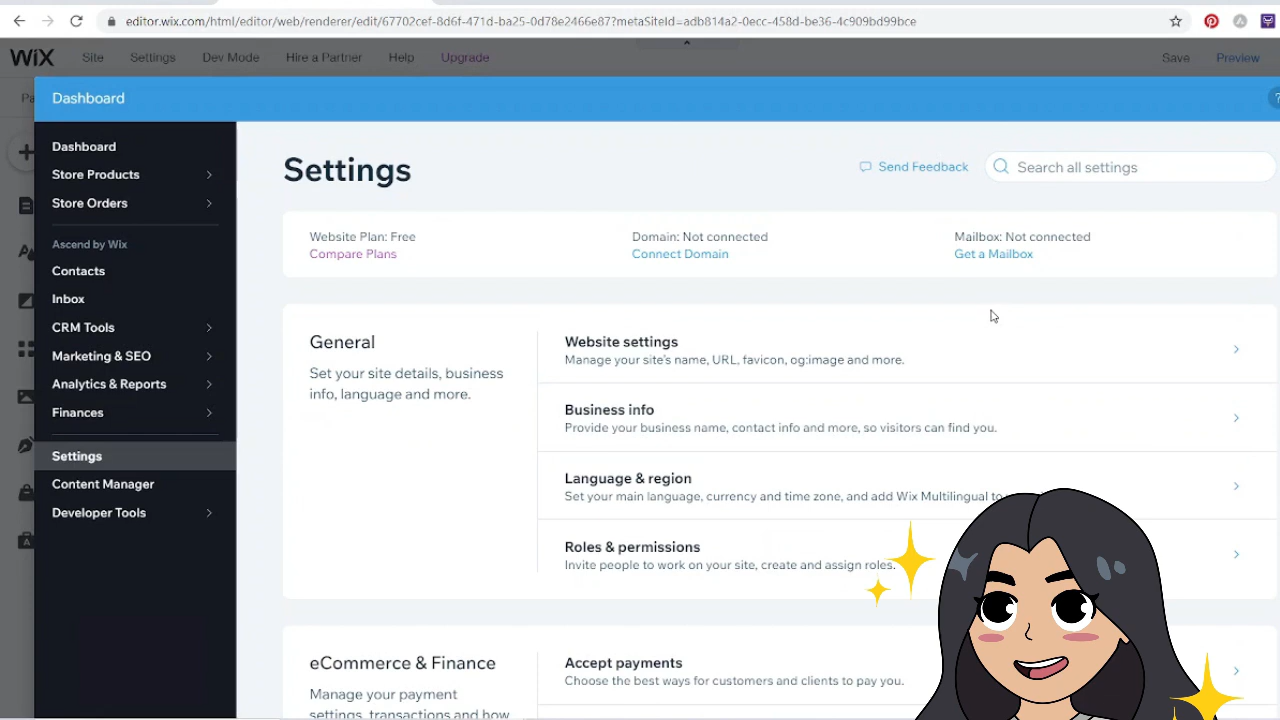 editor.wix.com/html/editor/web/renderer/edit/67702cef-8d6f-471d-ba25-0d78e2466e87?metaSiteId=adb814a2-0ecc-458d-be36-4c909bd99bce
WiX Site Settings Dev Mode Hire a Partner Help Upgrade Save Preview
Dashboard
Dashboard
Store Products
Store Orders
Ascend by Wix
Contacts
Inbox
CRM Tools
Marketing & SEO
Analytics & Reports
Finances
Settings
Content Manager
Developer Tools
Settings
Send Feedback
Search all settings
Website Plan: Free
Compare Plans
Domain: Not connected
Connect Domain
Mailbox: Not connected
Get a Mailbox
General
Set your site details, business
info, language and more.
Website settings
Manage your site's name, URL, favicon, og:image and more.
Business info
Provide your business name, contact info and more, so visitors can find you.
Language & region
Set your main language, currency and time zone, and add Wix Multilingual to
Roles & permissions
Invite people to work on your site, create and assign roles.
eCommerce & Finance
Manage your payment
settings, transactions and how
Accept payments
Choose the best ways for customers and clients to pay you.